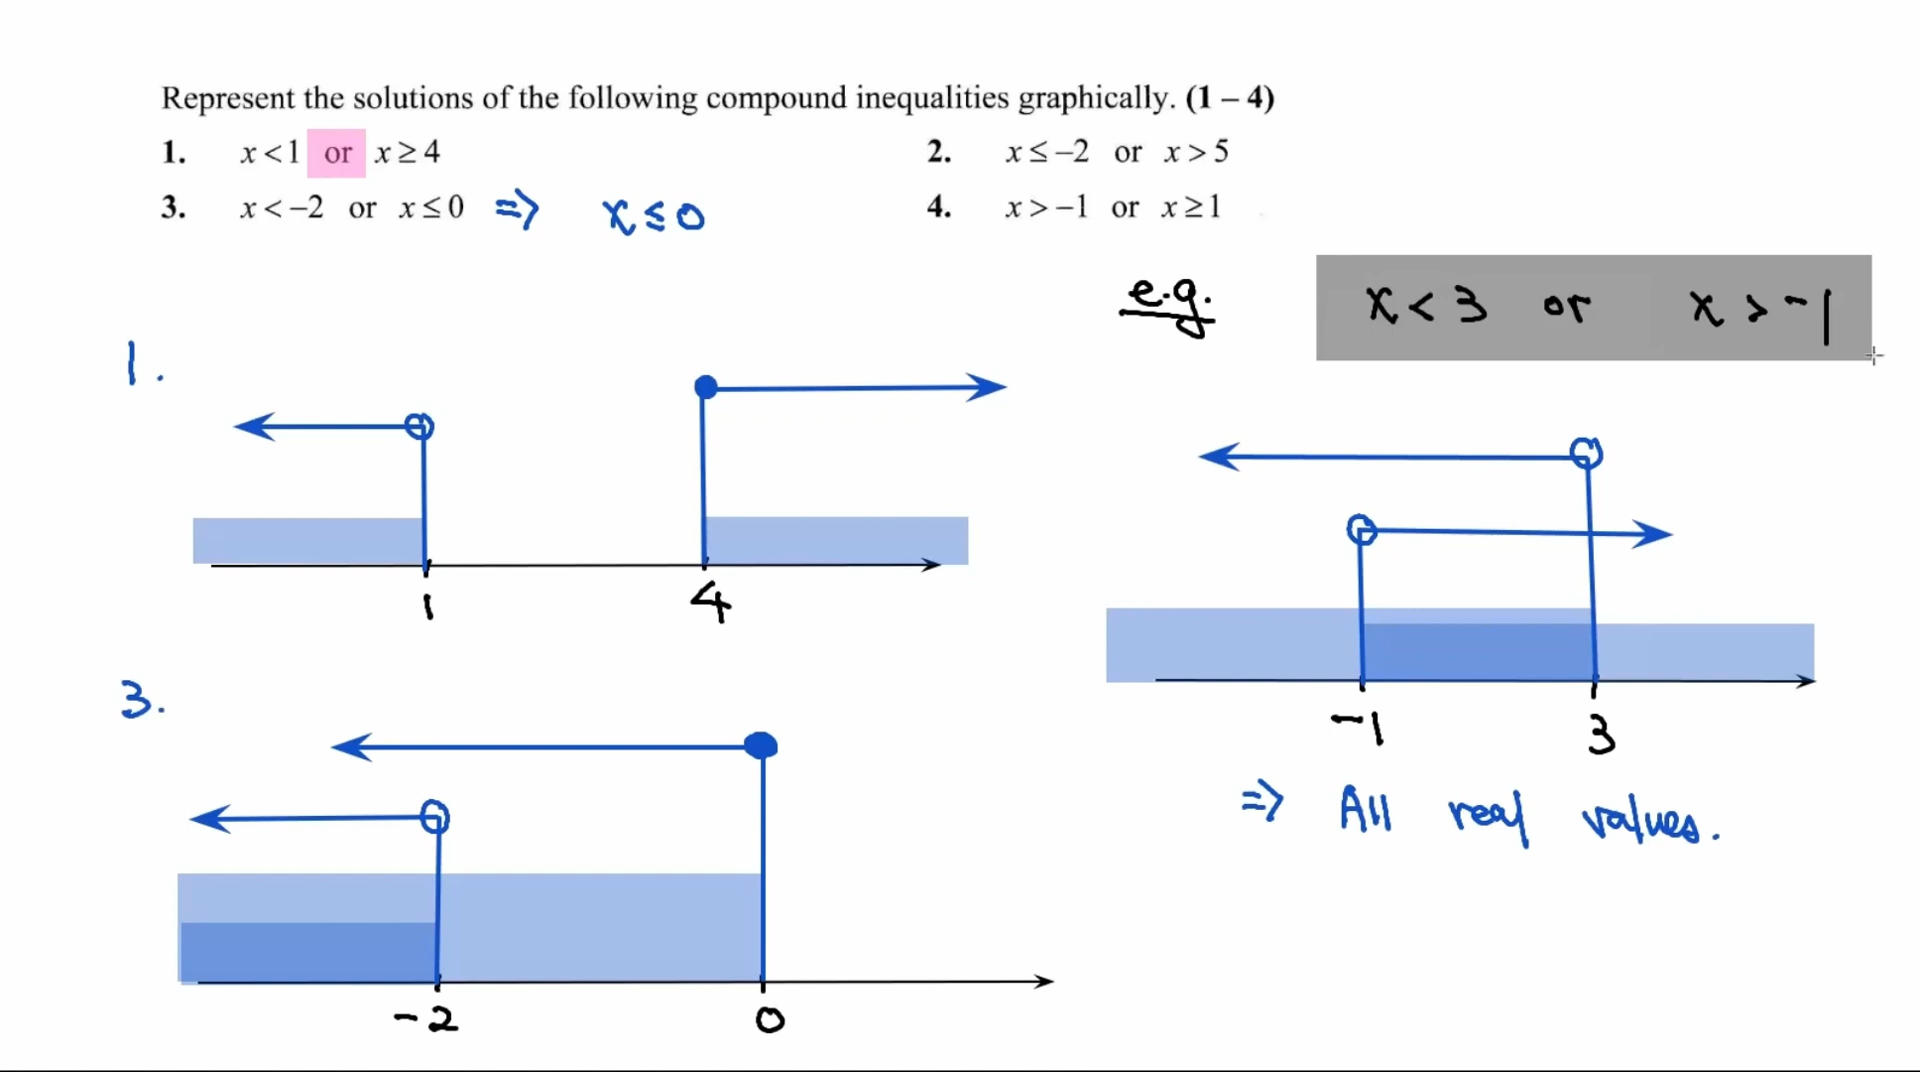 Represent the solutions of the following compound inequalities graphically. (1 – 4)
1. x < 1 or x ≥ 4
2. x ≤ –2 or x > 5
3. x < –2 or x ≤ 0 ⇒ x ≤ 0
4. x > –1 or x ≥ 1
e.g. x < 3 or x > -1
1.
1 4
-1 3
⇒ All real values.
3.
-2 0